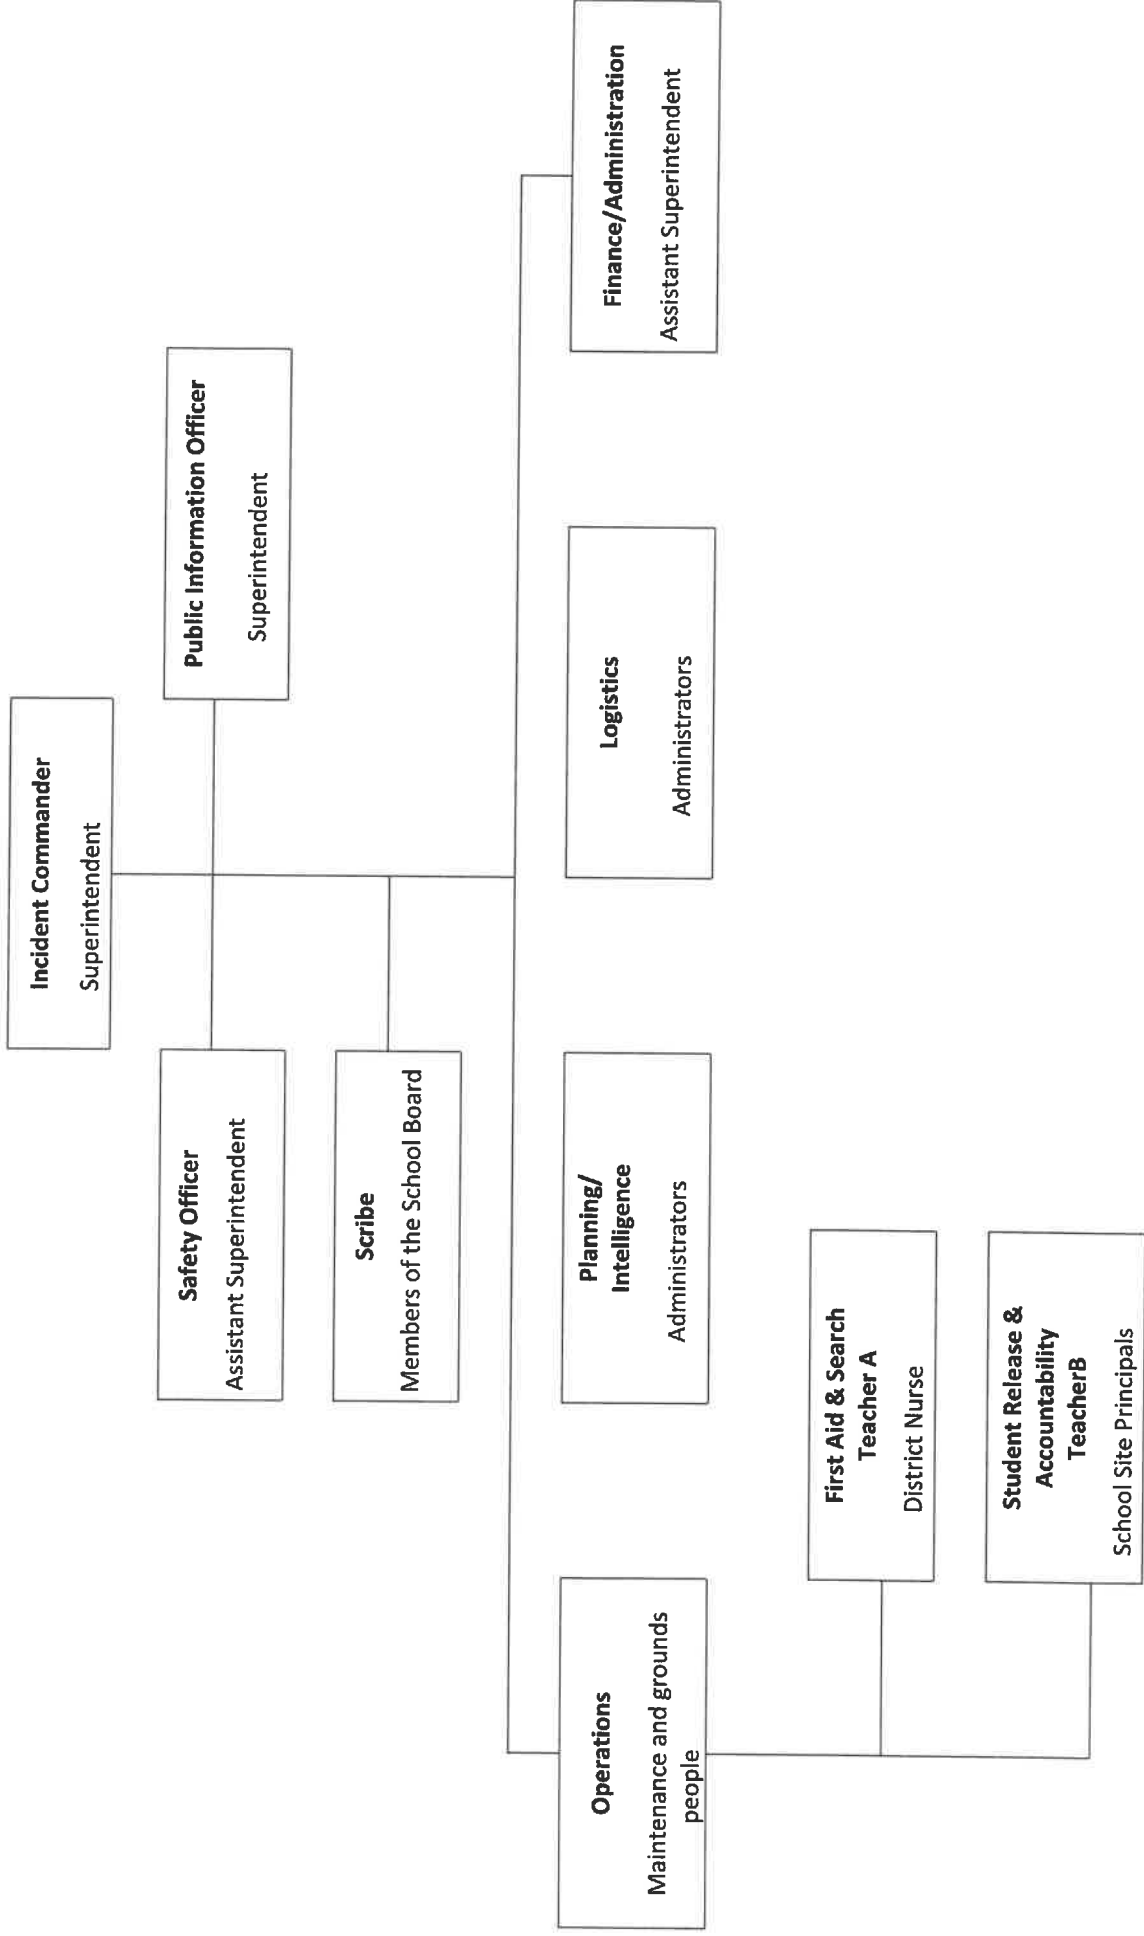 Incident Commander
Superintendent
Public Information Officer
Superintendent
Safety Officer
Assistant Superintendent
Scribe
Members of the School Board
Operations
Maintenance and grounds
people
Planning/
Intelligence
Administrators
Logistics
Administrators
Finance/Administration
Assistant Superintendent
First Aid & Search
Teacher A
District Nurse
Student Release &
Accountability
TeacherB
School Site Principals